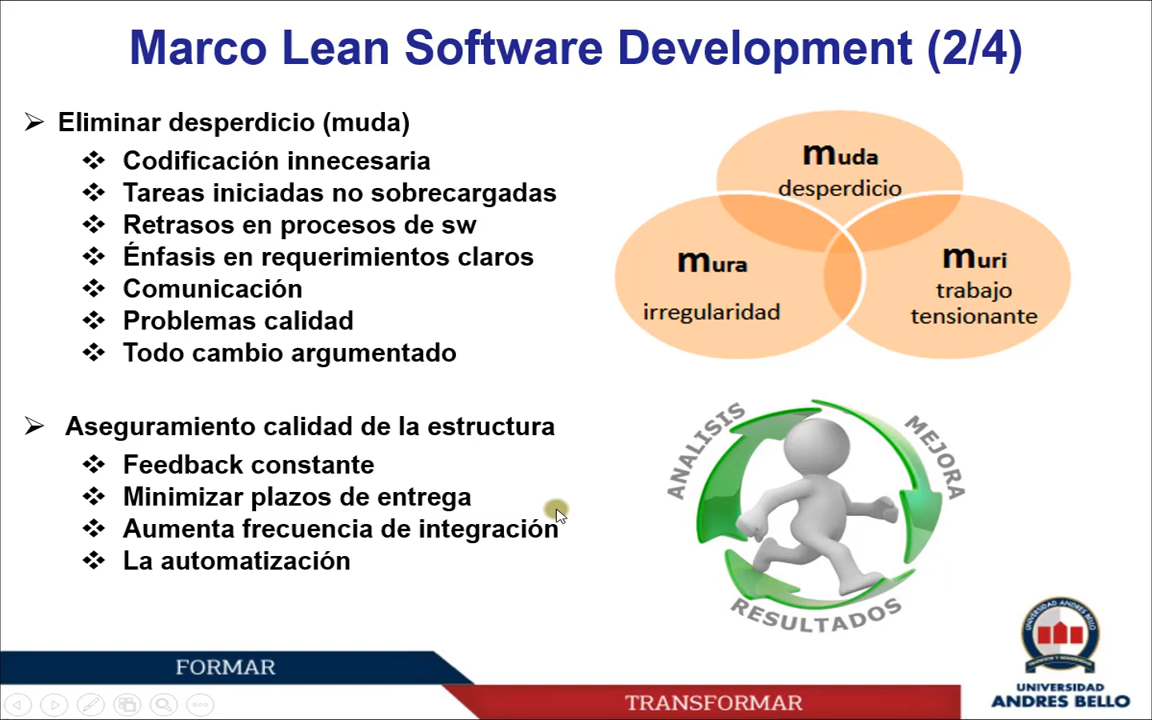 Marco Lean Software Development (2/4)
Eliminar desperdicio (muda)
Codificación innecesaria
Tareas iniciadas no sobrecargadas
Retrasos en procesos de sw
Énfasis en requerimientos claros
Comunicación
Problemas calidad
Todo cambio argumentado
Aseguramiento calidad de la estructura
Feedback constante
Minimizar plazos de entrega
Aumenta frecuencia de integración
La automatización
muda
desperdicio
mura
irregularidad
muri
trabajo
tensionante
ANALISIS
MEJORA
RESULTADOS
FORMAR
TRANSFORMAR
UNIVERSIDAD ANDRES BELLO
UNIVERSIDAD
ANDRES BELLO